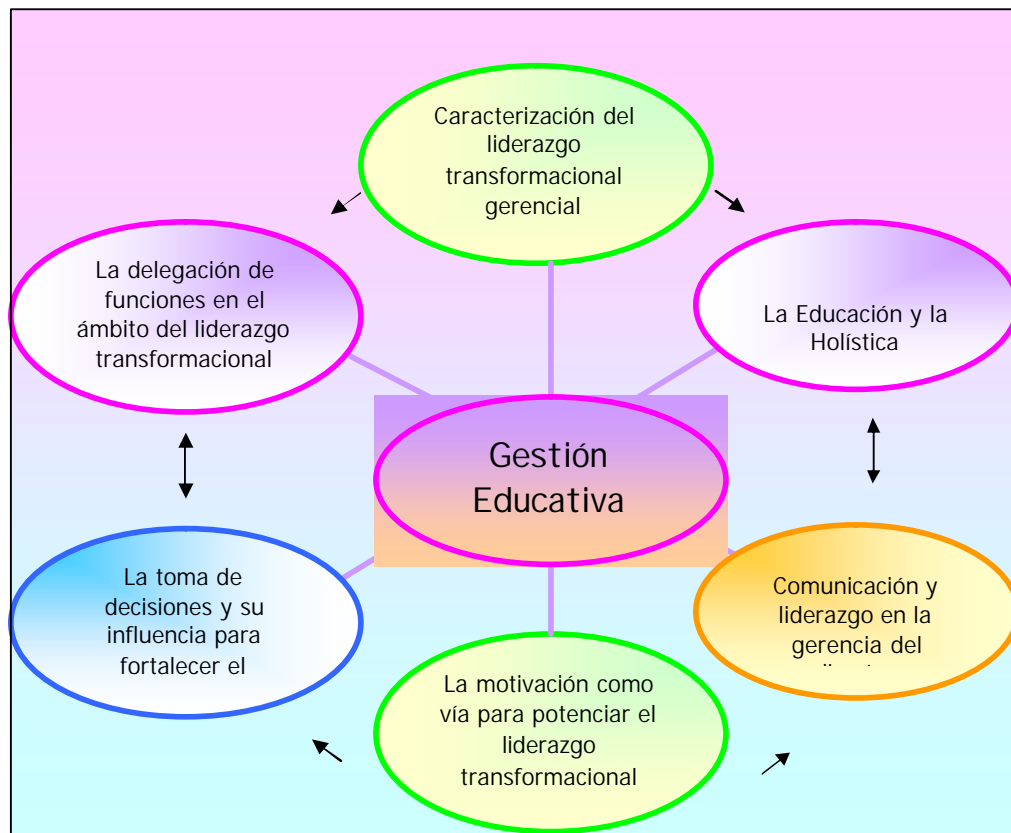 Caracterización del
liderazgo
transformacional
gerencial
La delegación de
funciones en el
ámbito del liderazgo
transformacional
La Educación y la
Holística
Gestión
Educativa
La toma de
decisiones y su
influencia para
fortalecer el
Comunicación y
liderazgo en la
gerencia del
La motivación como
vía para potenciar el
liderazgo
transformacional